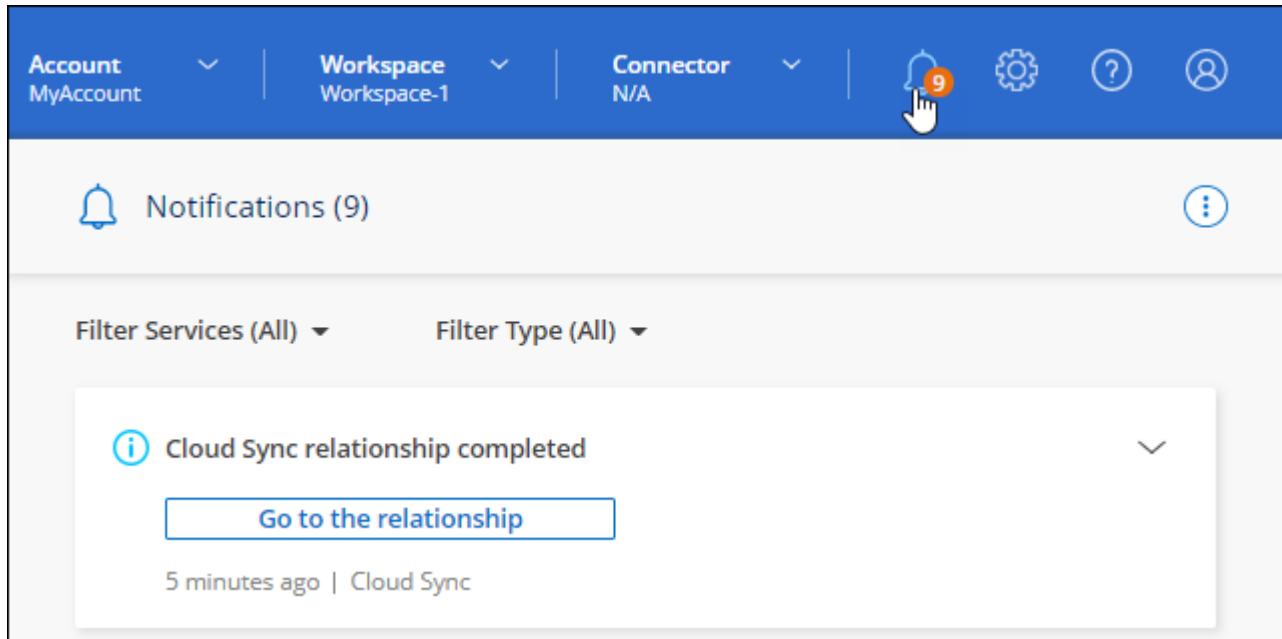 Account
MyAccount
Workspace
Workspace-1
Connector
N/A
9
Notifications (9)
Filter Services (All)
Filter Type (All)
Cloud Sync relationship completed
Go to the relationship
5 minutes ago | Cloud Sync